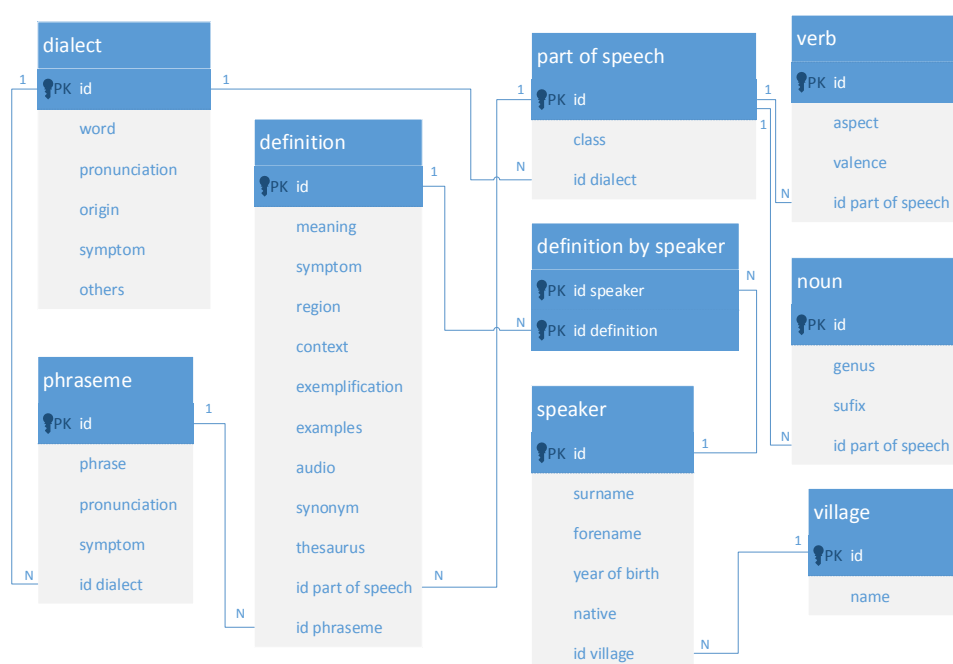 dialect
PK id
word
pronunciation
origin
symptom
others
1
1
phraseme
PK id
phrase
pronunciation
symptom
id dialect
1
N
definition
PK id
meaning
symptom
region
context
exemplification
examples
audio
synonym
thesaurus
id part of speech
id phraseme
1
N
N
part of speech
PK id
class
id dialect
1
1
1
N
definition by speaker
PK id speaker
PK id definition
N
N
speaker
PK id
surname
forename
year of birth
native
id village
1
N
verb
PK id
aspect
valence
id part of speech
N
noun
PK id
genus
sufix
id part of speech
N
village
PK id
name
1